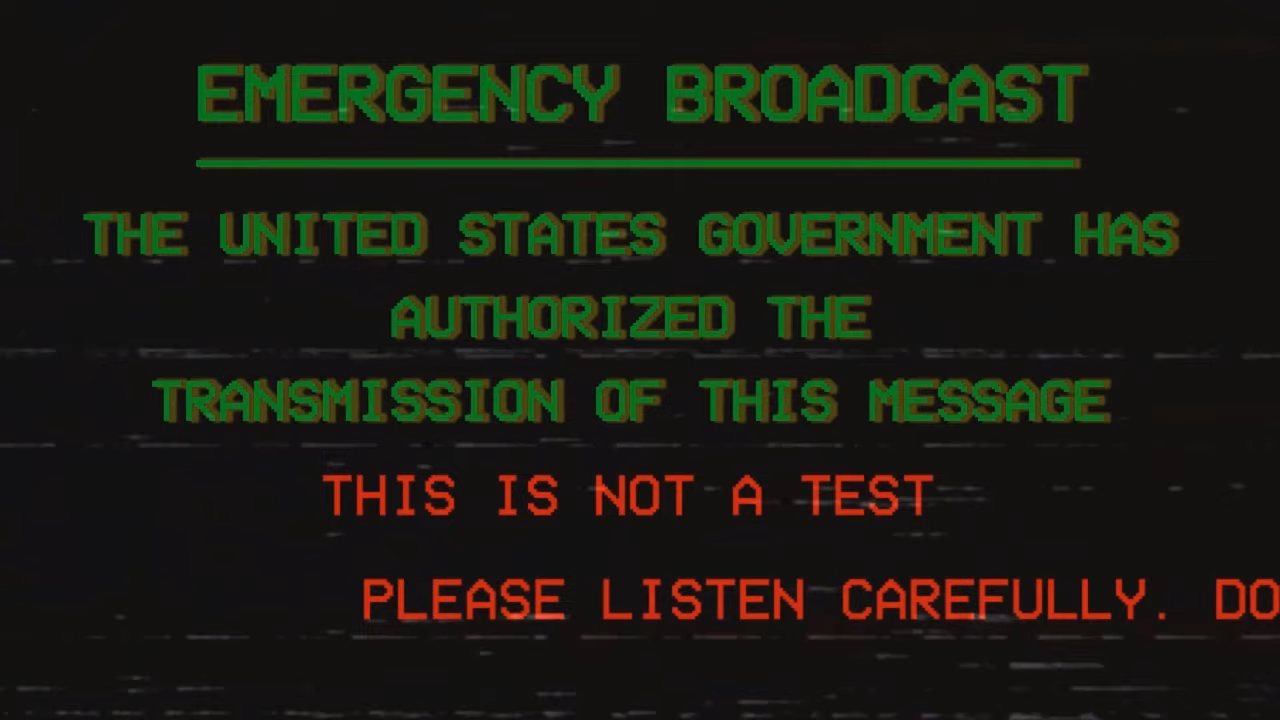 EMERGENCY BROADCAST
THE UNITED STATES GOVERNMENT HAS
AUTHORIZED THE
TRANSMISSION OF THIS MESSAGE
THIS IS NOT A TEST
PLEASE LISTEN CAREFULLY. DO